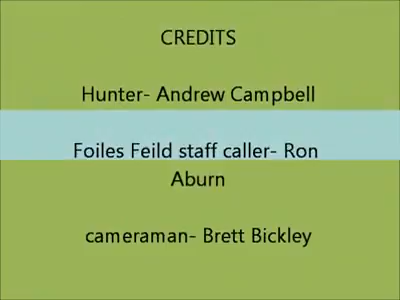 CREDITS
Hunter- Andrew Campbell
Foiles Feild staff caller- Ron
Aburn
cameraman- Brett Bickley